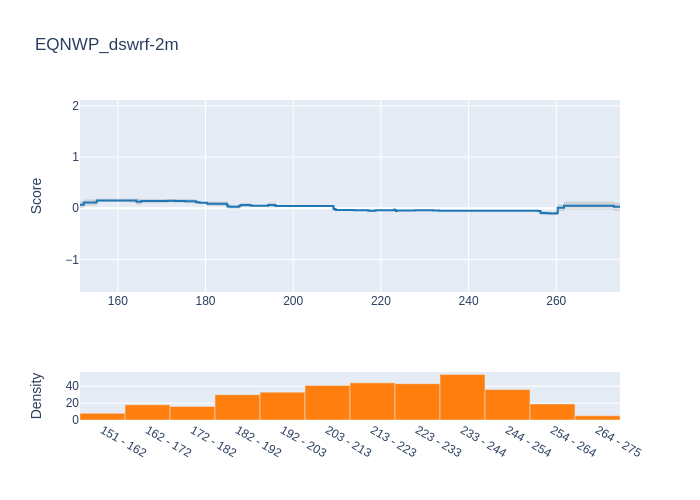 EQNWP_dswrf-2m
Score
2
1
0
−1
160 180 200 220 240 260
Density
40
20
0
151 - 162
162 - 172
172 - 182
182 - 192
192 - 203
203 - 213
213 - 223
223 - 233
233 - 244
244 - 254
254 - 264
264 - 275